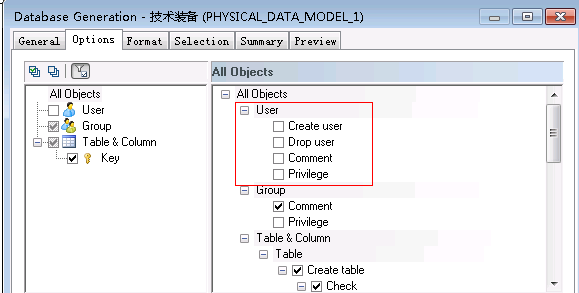 Database Generation - 技术装备 (PHYSICAL_DATA_MODEL_1)
General Options Format Selection Summary Preview
All Objects
All Objects
User
Group
Table & Column
Key
All Objects
User
Create user
Drop user
Comment
Privilege
Group
Comment
Privilege
Table & Column
Table
Create table
Check